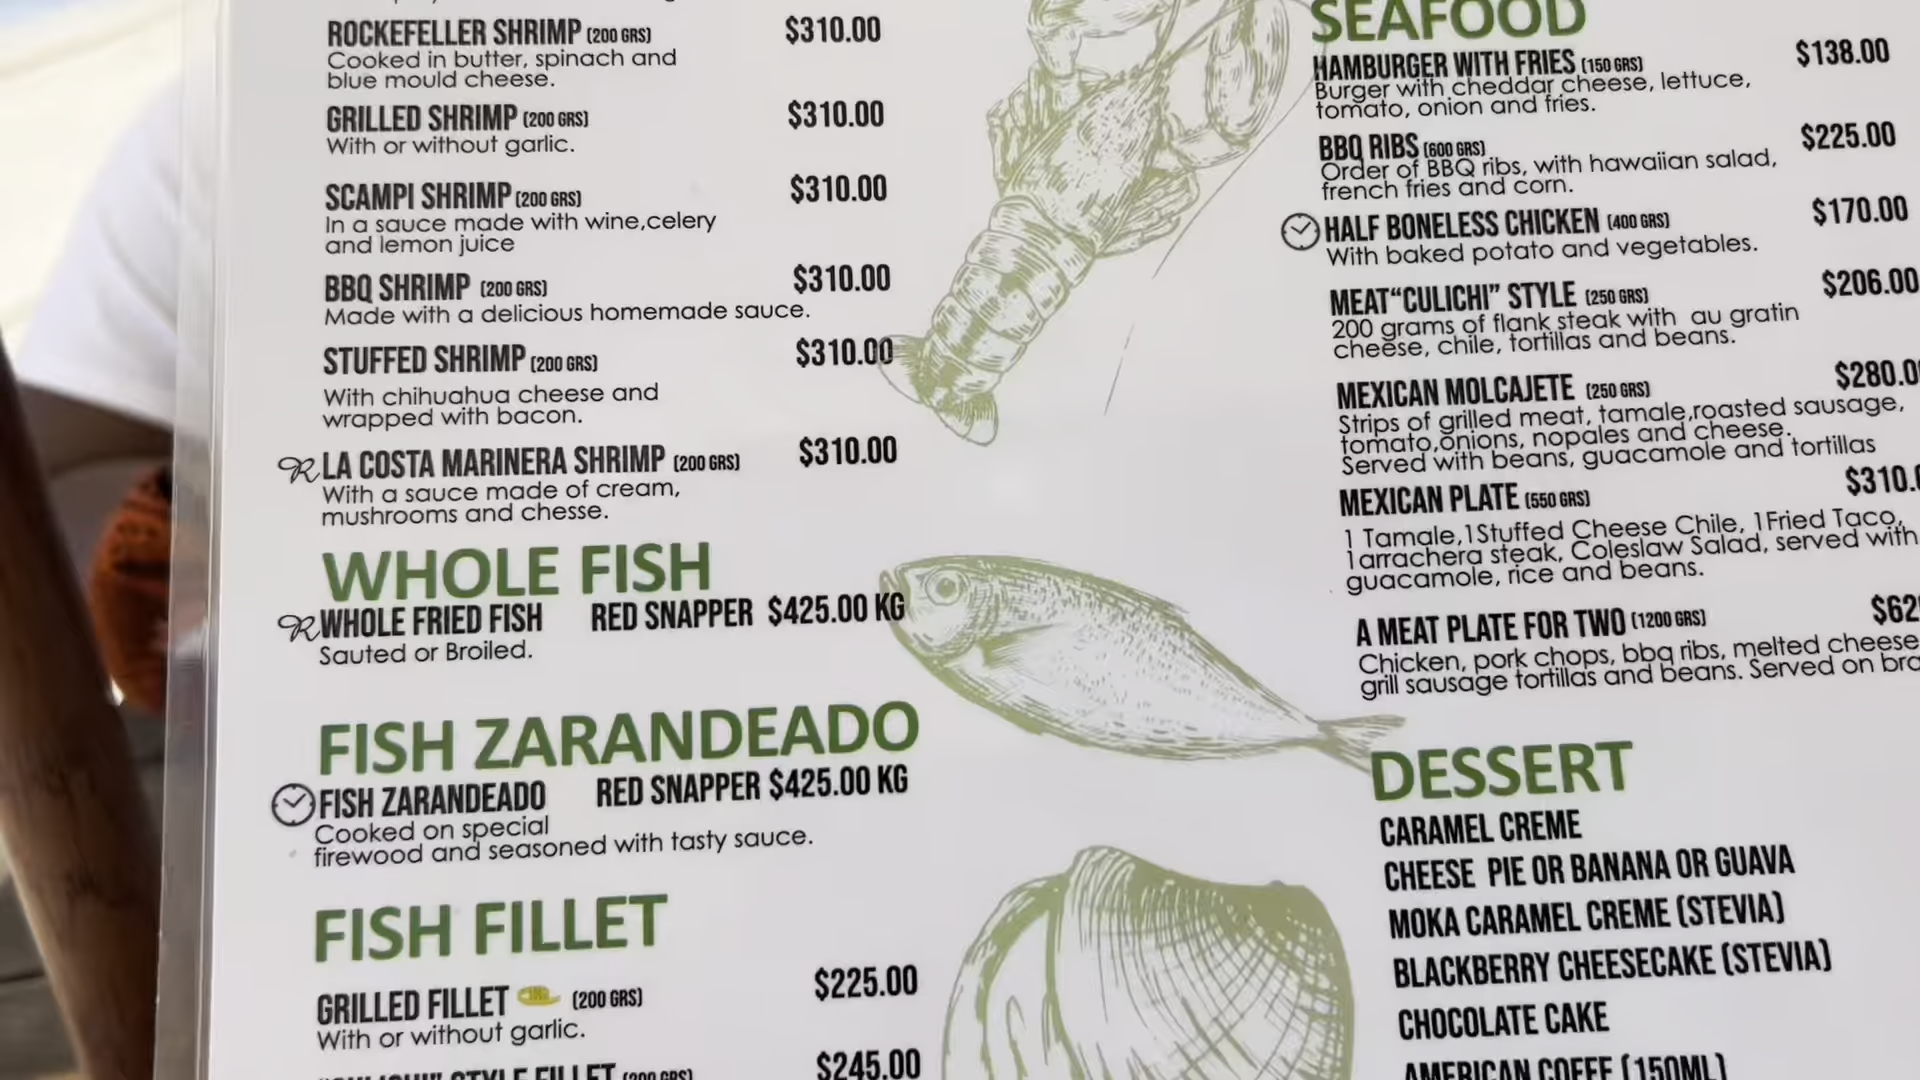 ROCKEFELLER SHRIMP (200 GRS) $310.00
Cooked in butter, spinach and
blue mould cheese.
GRILLED SHRIMP (200 GRS) $310.00
With or without garlic.
SCAMPI SHRIMP (200 GRS) $310.00
In a sauce made with wine,celery
and lemon juice
BBQ SHRIMP (200 GRS) $310.00
Made with a delicious homemade sauce.
STUFFED SHRIMP (200 GRS) $310.00
With chihuahua cheese and
wrapped with bacon.
LA COSTA MARINERA SHRIMP (200 GRS) $310.00
With a sauce made of cream,
mushrooms and chesse.
WHOLE FISH
WHOLE FRIED FISH RED SNAPPER $425.00 KG
Sauted or Broiled.
FISH ZARANDEADO
FISH ZARANDEADO RED SNAPPER $425.00 KG
Cooked on special
firewood and seasoned with tasty sauce.
FISH FILLET
GRILLED FILLET (200 GRS) $225.00
With or without garlic.
STYLE FILLET (200 GRS) $245.00
SEAFOOD
HAMBURGER WITH FRIES (150 GRS) $138.00
Burger with cheddar cheese, lettuce,
tomato, onion and fries.
BBQ RIBS (600 GRS) $225.00
Order of BBQ ribs, with hawaiian salad,
french fries and corn.
HALF BONELESS CHICKEN (400 GRS) $170.00
With baked potato and vegetables.
MEAT“CULICHI” STYLE (250 GRS) $206.00
200 grams of flank steak with au gratin
cheese, chile, tortillas and beans.
MEXICAN MOLCAJETE (250 GRS) $280.0
Strips of grilled meat, tamale,roasted sausage,
tomato,onions, nopales and cheese.
Served with beans, guacamole and tortillas
MEXICAN PLATE (550 GRS) $310.
1 Tamale,1Stuffed Cheese Chile, 1Fried Taco,
1arrachera steak, Coleslaw Salad, served with
guacamole, rice and beans.
A MEAT PLATE FOR TWO (1200 GRS) $62
Chicken, pork chops, bbq ribs, melted cheese
grill sausage tortillas and beans. Served on
DESSERT
CARAMEL CREME
CHEESE PIE OR BANANA OR GUAVA
MOKA CARAMEL CREME (STEVIA)
BLACKBERRY CHEESECAKE (STEVIA)
CHOCOLATE CAKE
AMERICAN COFFE (150ML)